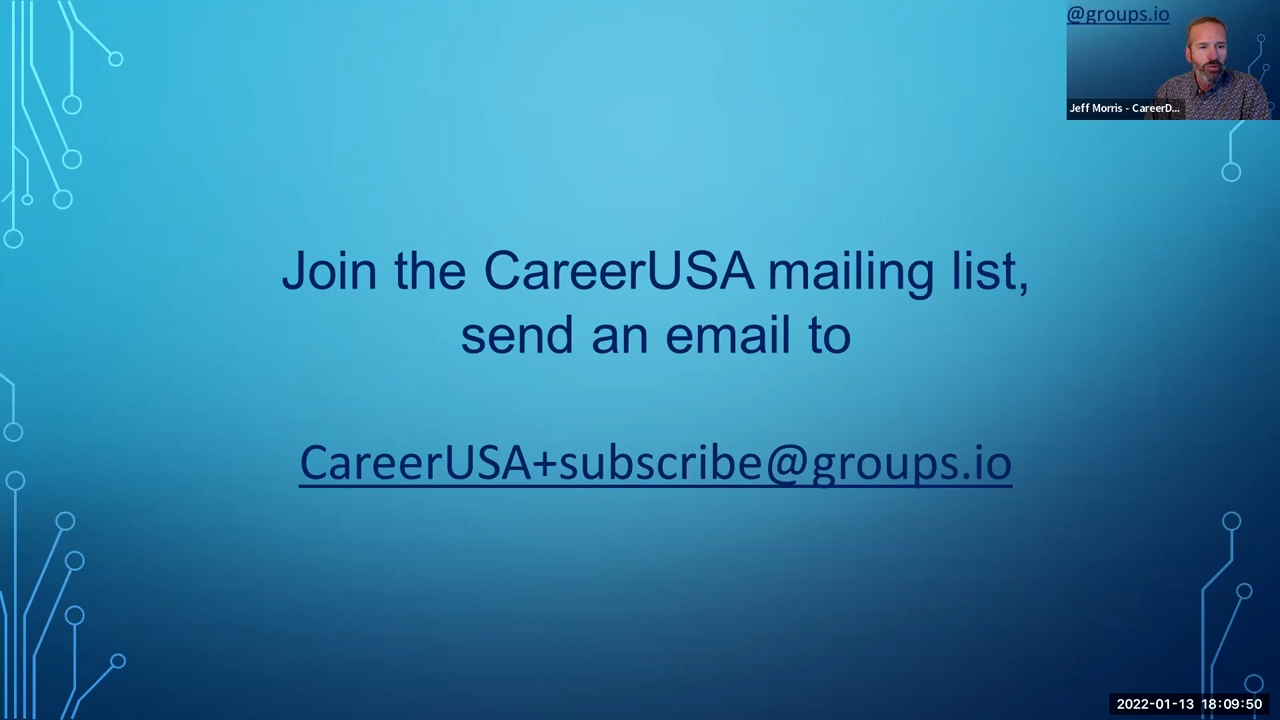 @groups.io
Jeff Morris - CareerD...
Join the CareerUSA mailing list,
send an email to
CareerUSA+subscribe@groups.io
2022-01-13 18:09:50